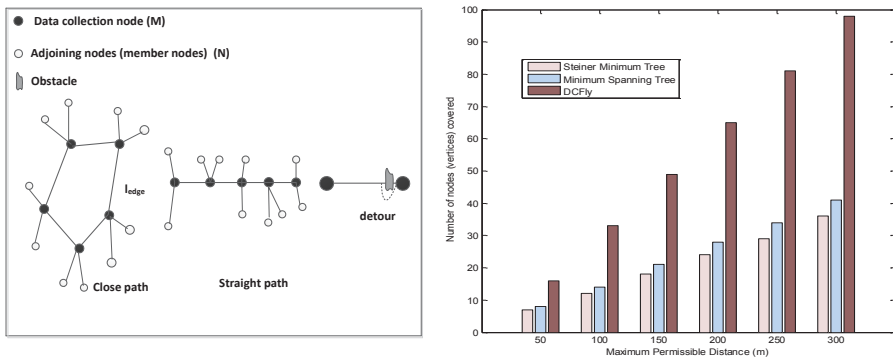 Data collection node (M)
Adjoining nodes (member nodes) (N)
Obstacle
l_edge
detour
Close path
Straight path
Number of nodes (vertices) covered
100
90
80
70
60
50
40
30
20
10
0
Steiner Minimum Tree
Minimum Spanning Tree
DCFly
50 100 150 200 250 300
Maximum Permissible Distance (m)